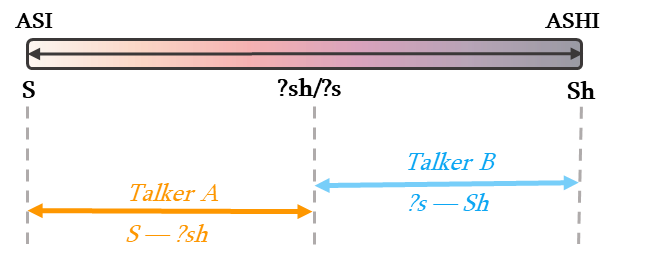 ASI ASHI
S ?sh/?s Sh
Talker B
?s — Sh
Talker A
S — ?sh